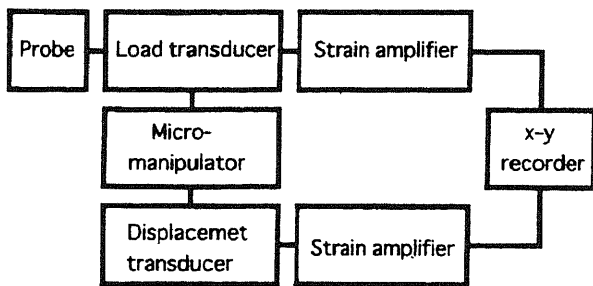 Probe
Load transducer
Strain amplifier
Micro-
manipulator
x-y
recorder
Displacemet
transducer
Strain amplifier